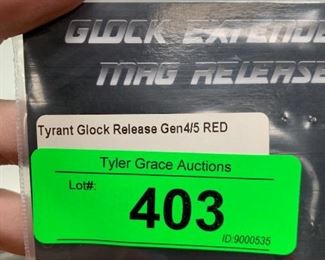 GLOCK EXTENDE
MAG RELEASE
Tyrant Glock Release Gen4/5 RED
Tyler Grace Auctions
Lot#:
403
ID:9000535